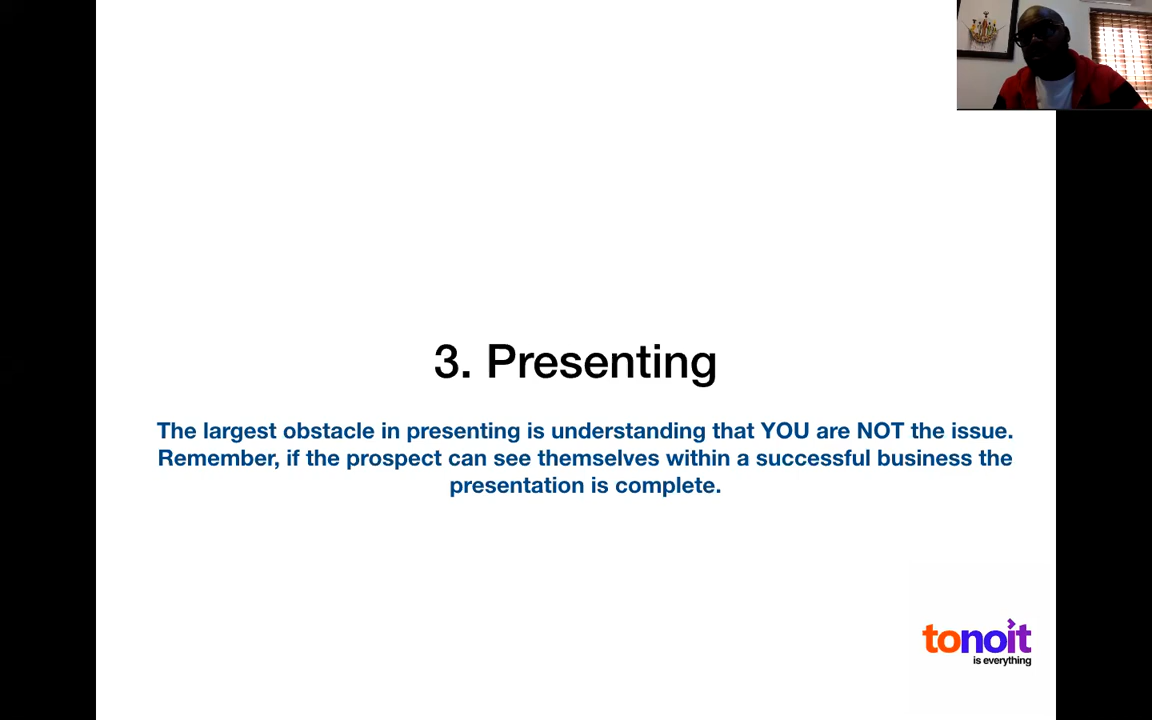 3. Presenting
The largest obstacle in presenting is understanding that YOU are NOT the issue.
Remember, if the prospect can see themselves within a successful business the
presentation is complete.
tonoit
is everything